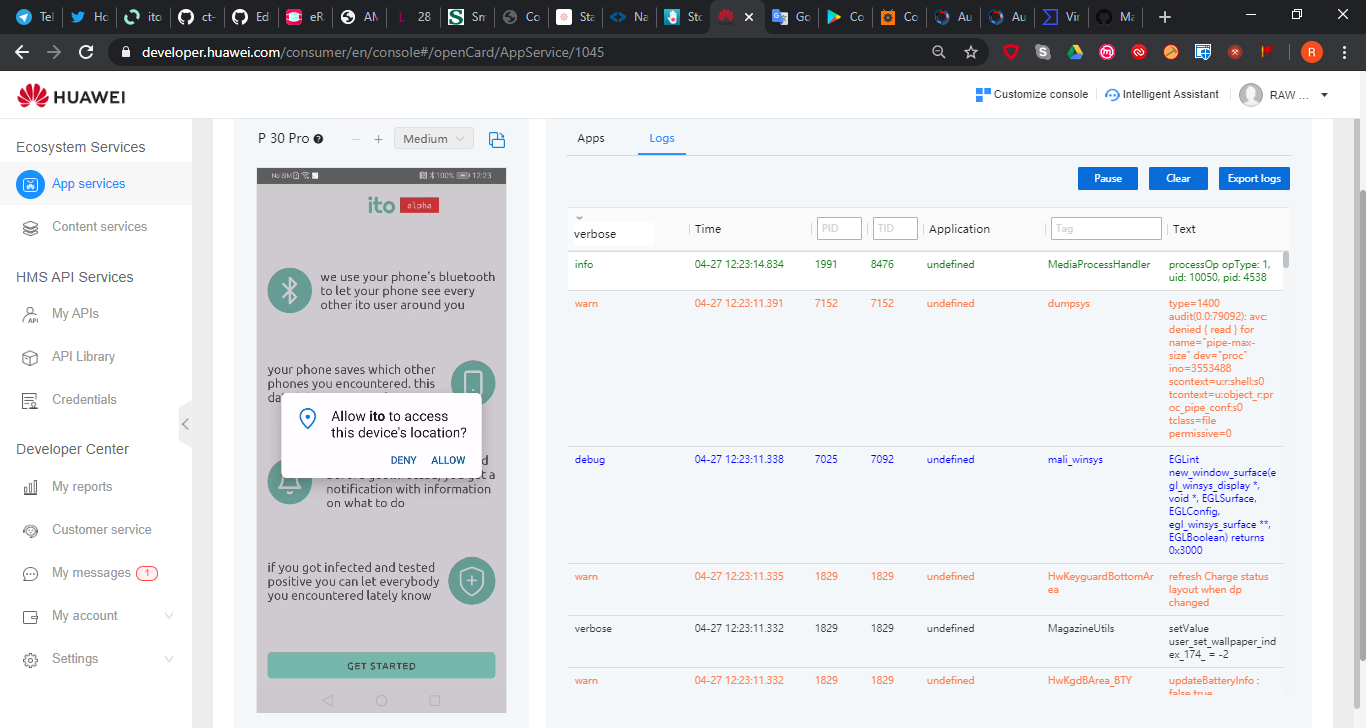 Tel
Ho
ito
ct-
Ed
eR
AN
28
Sm
Co
Sta
Na
Sto
Go
Co
Co
Au
Au
Vir
Ma
developer.huawei.com/consumer/en/console#/openCard/AppService/1045
R
HUAWEI
Customize console
Intelligent Assistant
RAW ...
Ecosystem Services
App services
Content services
HMS API Services
My APIs
API Library
Credentials
Developer Center
My reports
Customer service
My messages 1
My account
Settings
P 30 Pro
Medium
No SIM 100% 12:23
ito alpha
we use your phone's bluetooth
to let your phone see every
other ito user around you
your phone saves which other
phones you encountered. this
Allow ito to access
this device's location?
DENY ALLOW
notification with information
on what to do
if you got infected and tested
positive you can let everybody
you encountered lately know
GET STARTED
Apps Logs
Pause Clear Export logs
verbose Time PID TID Application Tag Text
info 04-27 12:23:14.834 1991 8476 undefined MediaProcessHandler processOp opType: 1,
uid: 10050, pid: 4538
warn 04-27 12:23:11.391 7152 7152 undefined dumpsys type=1400
audit(0.0:79092): avc:
denied { read } for
name="pipe-max-
size" dev="proc"
ino=3553488
scontext=u:r:shell:s0
tcontext=u:object_r:pr
oc_pipe_conf:s0
tclass=file
permissive=0
debug 04-27 12:23:11.338 7025 7092 undefined mali_winsys EGLint
new_window_surface(e
gl_winsys_display *,
void *, EGLSurface,
EGLConfig,
egl_winsys_surface **,
EGLBoolean) returns
0x3000
warn 04-27 12:23:11.335 1829 1829 undefined HwKeyguardBottomAr
ea
refresh Charge status
layout when dp
changed
verbose 04-27 12:23:11.332 1829 1829 undefined MagazineUtils setValue
user_set_wallpaper_ind
ex_174_ = -2
warn 04-27 12:23:11.332 1829 1829 undefined HwKgdBArea_BTY updateBatteryInfo :
false true